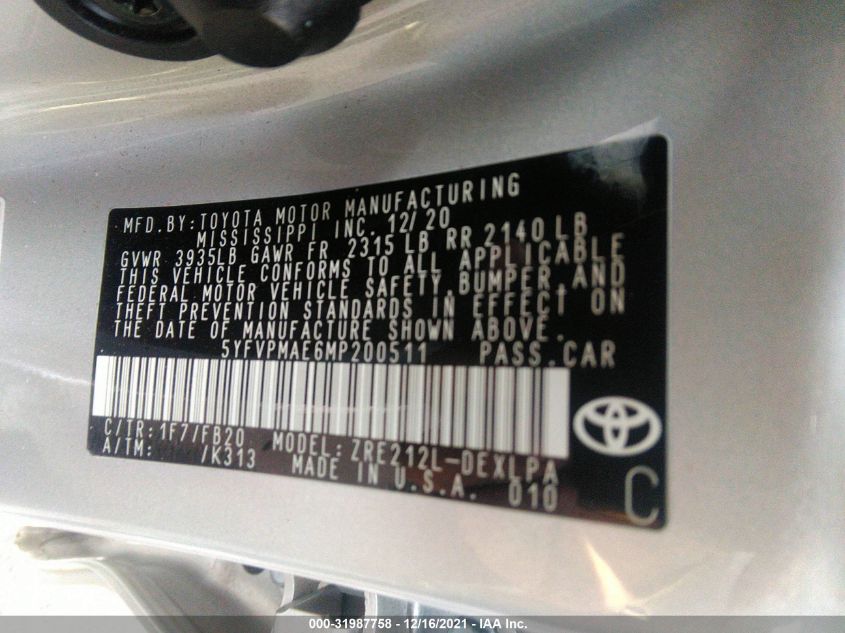 MFD.BY:TOYOTA MOTOR MANUFACTURING
MISSISSIPPI INC. 12/20
GVWR 3935LB GAWR FR 2315 LB RR 2140 LB
THIS VEHICLE CONFORMS TO ALL APPLICABLE
FEDERAL MOTOR VEHICLE SAFETY,BUMPER,AND
THEFT PREVENTION STANDARDS IN EFFECT ON
THE DATE OF MANUFACTURE SHOWN ABOVE.
5YFVPMAE6MP200511 PASS.CAR
C/TR:1F7/FB20 MODEL:ZRE212L-DEXLPA
A/TM: /K313 MADE IN U.S.A. 010
C
000-31987758 - 12/16/2021 - IAA Inc.